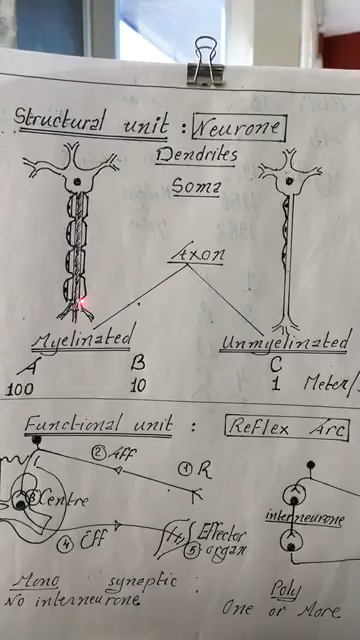 Structural unit : Neurone
Dendrites
Soma
Axon
Myelinated Unmyelinated
A B C
100 10 1 Meter/
Functional unit : Reflex Arc
② Aff
① R
③ Centre
interneurone
④ Eff
Effector
⑤ organ
Mono synaptic :
No interneurone
Poly
One or More